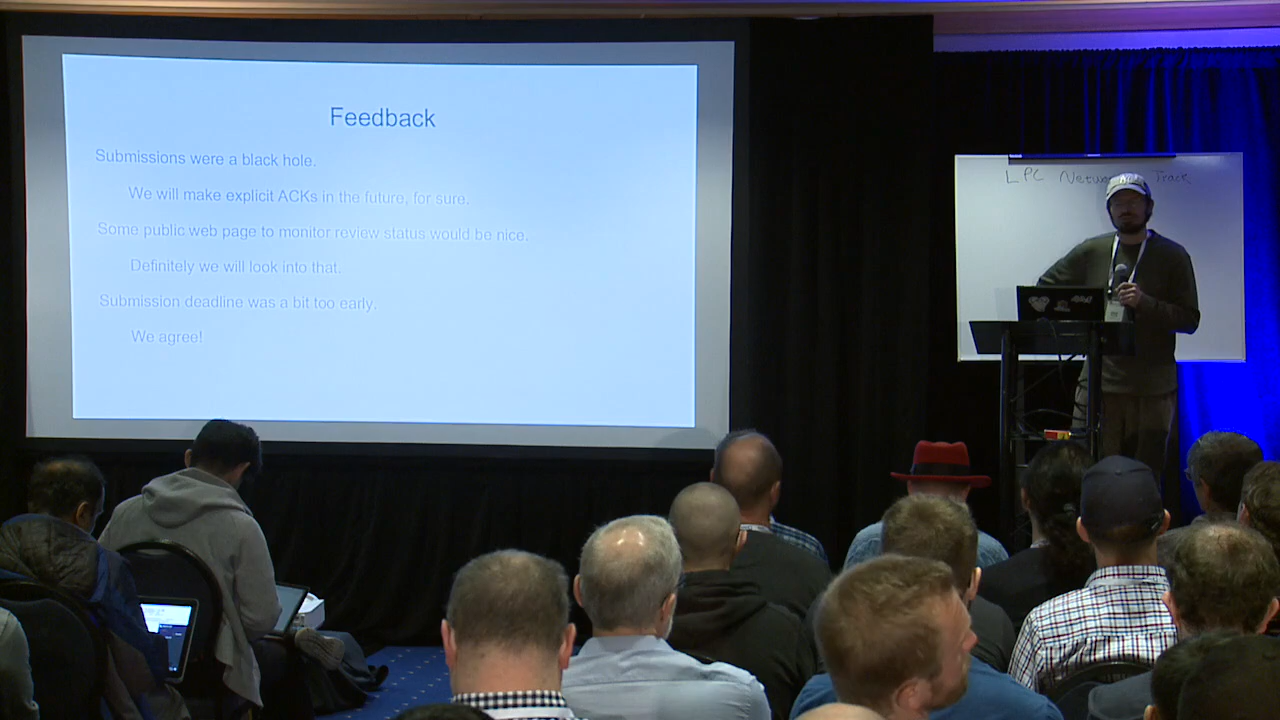 Feedback
Submissions were a black hole.
We will make explicit ACKs in the future, for sure.
Some public web page to monitor review status would be nice.
Definitely we will look into that.
Submission deadline was a bit too early.
We agree!
LPC Track